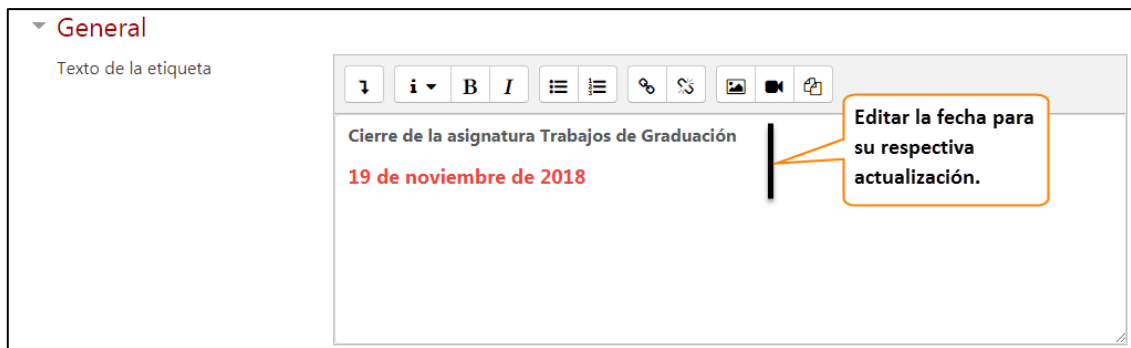 General
Texto de la etiqueta
i B I
Cierre de la asignatura Trabajos de Graduación
19 de noviembre de 2018
Editar la fecha para
su respectiva
actualización.